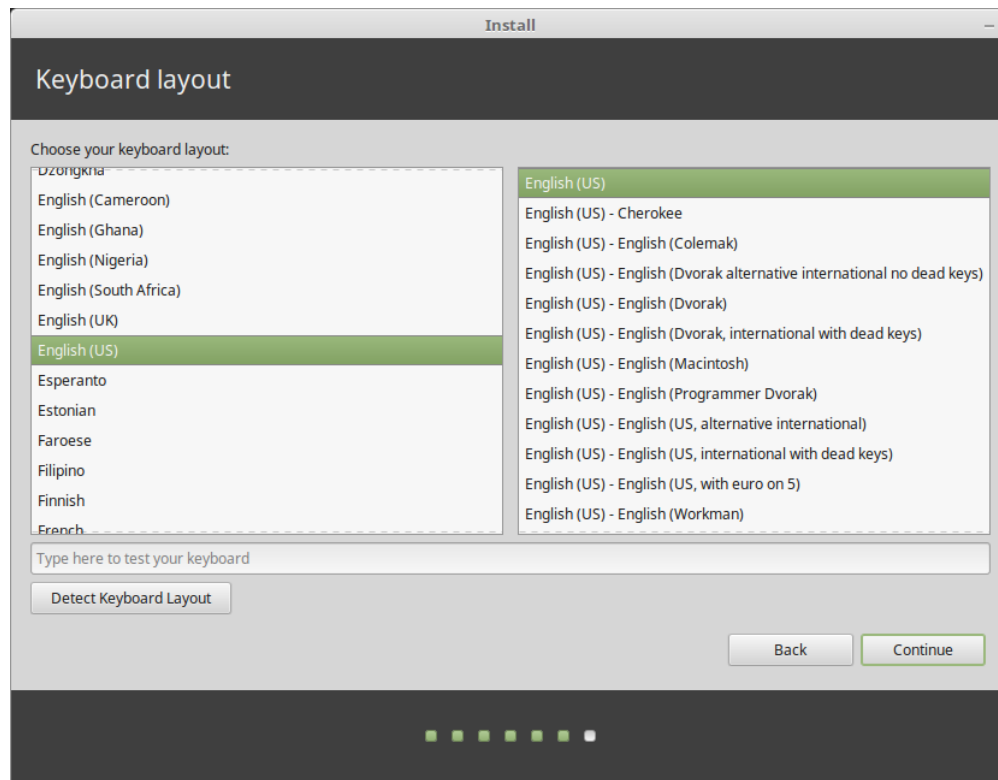 Install
Keyboard layout
Choose your keyboard layout:
Dzongkha
English (Cameroon)
English (Ghana)
English (Nigeria)
English (South Africa)
English (UK)
English (US)
Esperanto
Estonian
Faroese
Filipino
Finnish
French
English (US)
English (US) - Cherokee
English (US) - English (Colemak)
English (US) - English (Dvorak alternative international no dead keys)
English (US) - English (Dvorak)
English (US) - English (Dvorak, international with dead keys)
English (US) - English (Macintosh)
English (US) - English (Programmer Dvorak)
English (US) - English (US, alternative international)
English (US) - English (US, international with dead keys)
English (US) - English (US, with euro on 5)
English (US) - English (Workman)
Type here to test your keyboard
Detect Keyboard Layout
Back
Continue